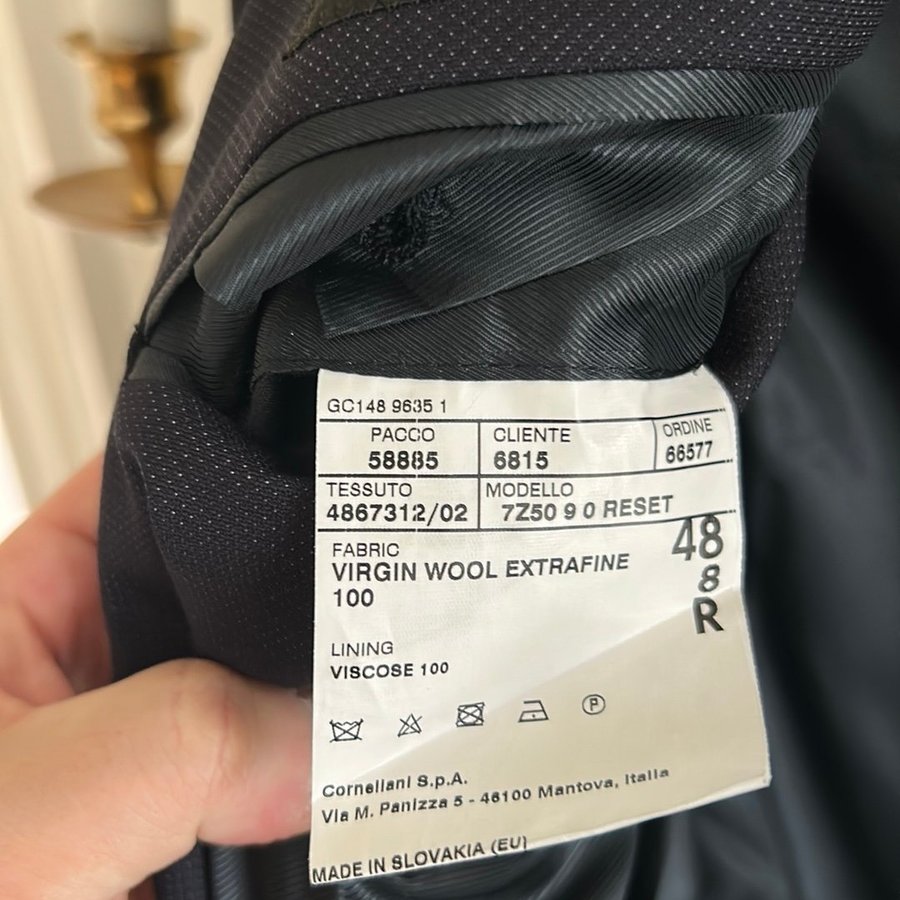 GC148 9635 1
PACCO CLIENTE ORDINE
58885 6815 66577
TESSUTO MODELLO
4867312/02 7Z50 9 0 RESET
FABRIC 48
VIRGIN WOOL EXTRAFINE 8
100 R
LINING
VISCOSE 100
P
Corneliani S.p.A.
Via M. Panizza 5 - 46100 Mantova, Italia
MADE IN SLOVAKIA (EU)